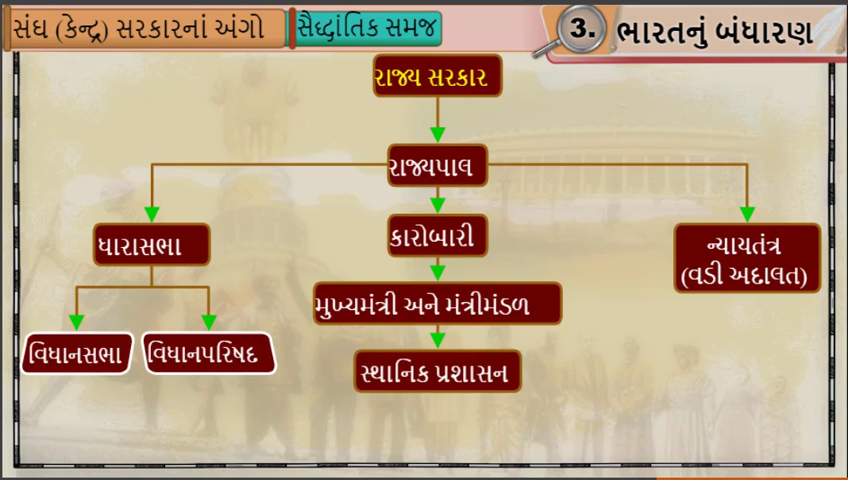 સંઘ (કેન્દ્ર) સરકારનાં અંગો
સૈદ્ધાંતિક સમજ
3.
ભારતનું બંધારણ
રાજ્ય સરકાર
રાજ્યપાલ
ધારાસભા
કારોબારી
ન્યાયતંત્ર
(વડી અદાલત)
મુખ્યમંત્રી અને મંત્રીમંડળ
વિધાનસભા
વિધાનપરિષદ
સ્થાનિક પ્રશાસન